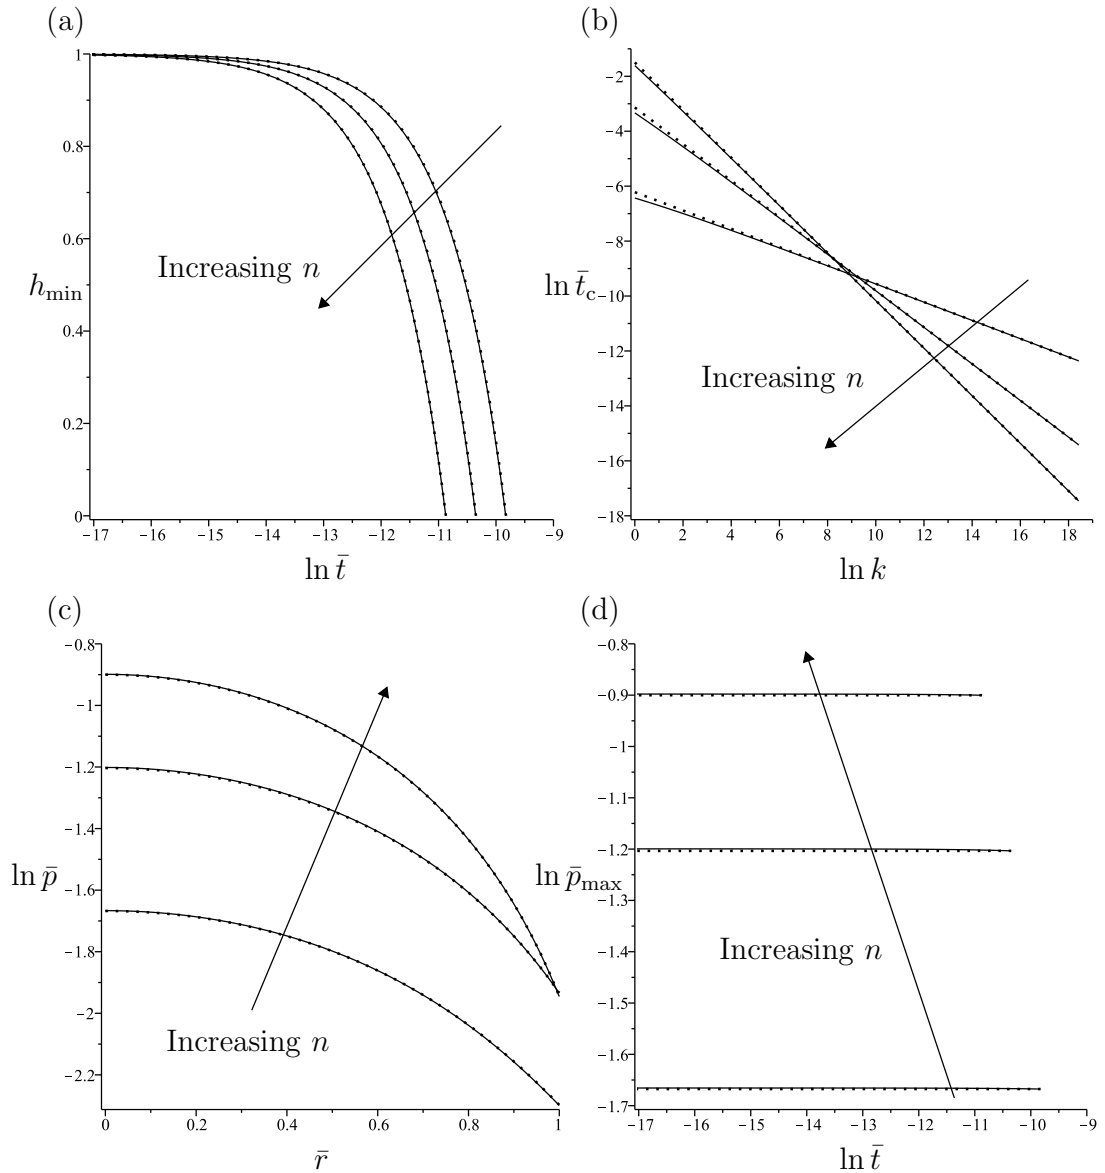 (a)
1
0.8
0.6
0.4
0.2
0
h_min
Increasing n
−17 −16 −15 −14 −13 −12 −11 −10 −9
ln t̄
(b)
−2
−4
−6
−8
−10
−12
−14
−16
−18
ln t̄_c
Increasing n
0 2 4 6 8 10 12 14 16 18
ln k
(c)
−0.8
−1
−1.2
−1.4
−1.6
−1.8
−2
−2.2
ln p̄
Increasing n
0 0.2 0.4 0.6 0.8 1
r̄
(d)
−0.8
−0.9
−1
−1.1
−1.2
−1.3
−1.4
−1.5
−1.6
−1.7
ln p̄_max
Increasing n
−17 −16 −15 −14 −13 −12 −11 −10 −9
ln t̄